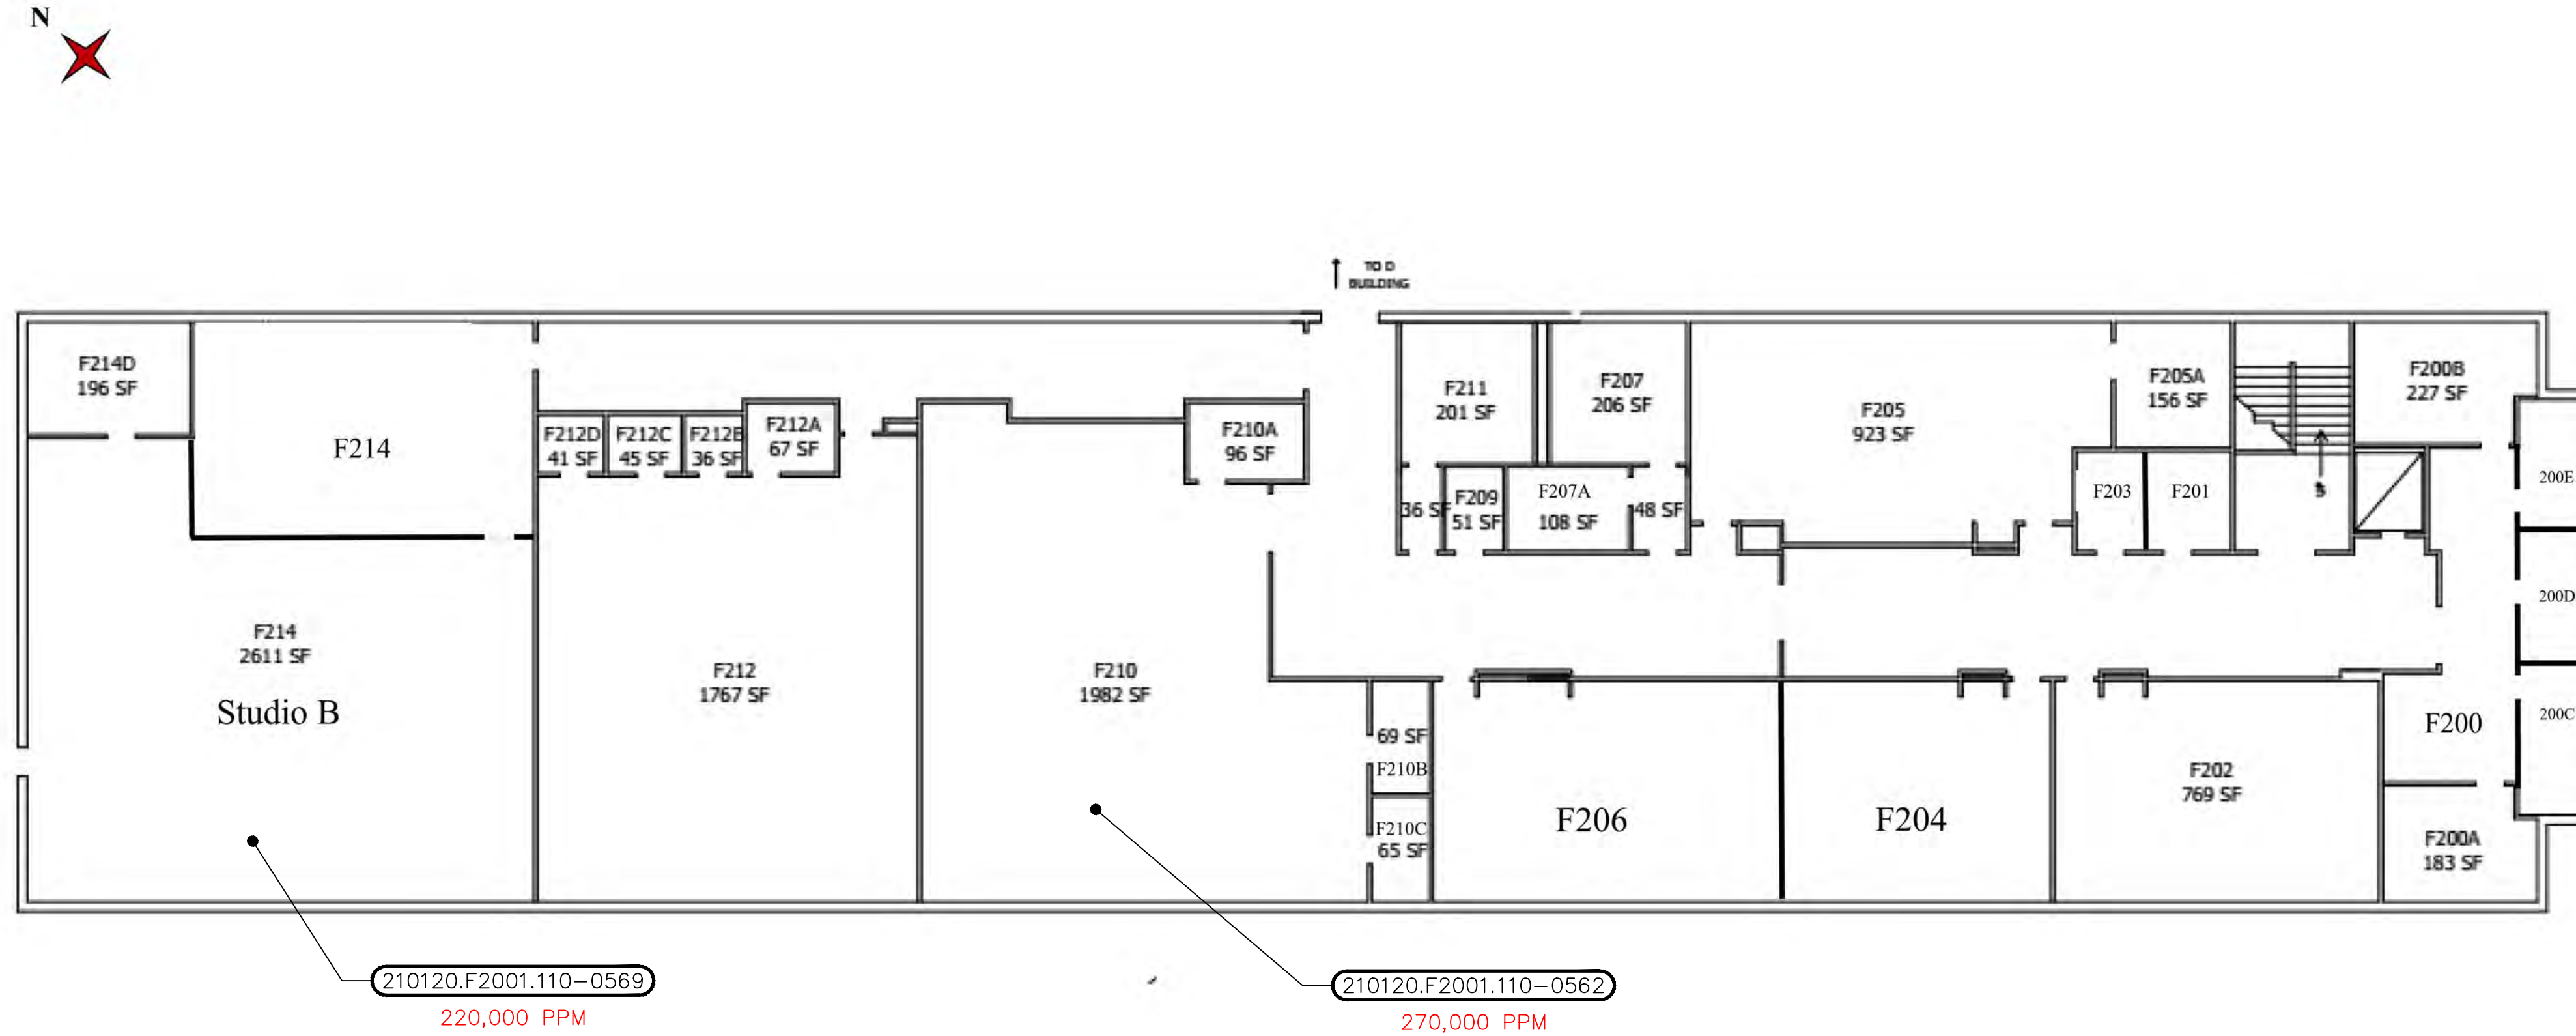 N
TO D
BUILDING
F214D
196 SF
F214
F212D
41 SF
F212C
45 SF
F212B
36 SF
F212A
67 SF
F210A
96 SF
F211
201 SF
F207
206 SF
F205
923 SF
F205A
156 SF
F200B
227 SF
36 SF
F209
51 SF
F207A
108 SF
48 SF
F203
F201
200E
200D
200C
F214
2611 SF
Studio B
F212
1767 SF
F210
1982 SF
69 SF
F210B
F210C
65 SF
F206
F204
F202
769 SF
F200
F200A
183 SF
210120.F2001.110-0569
220,000 PPM
210120.F2001.110-0562
270,000 PPM